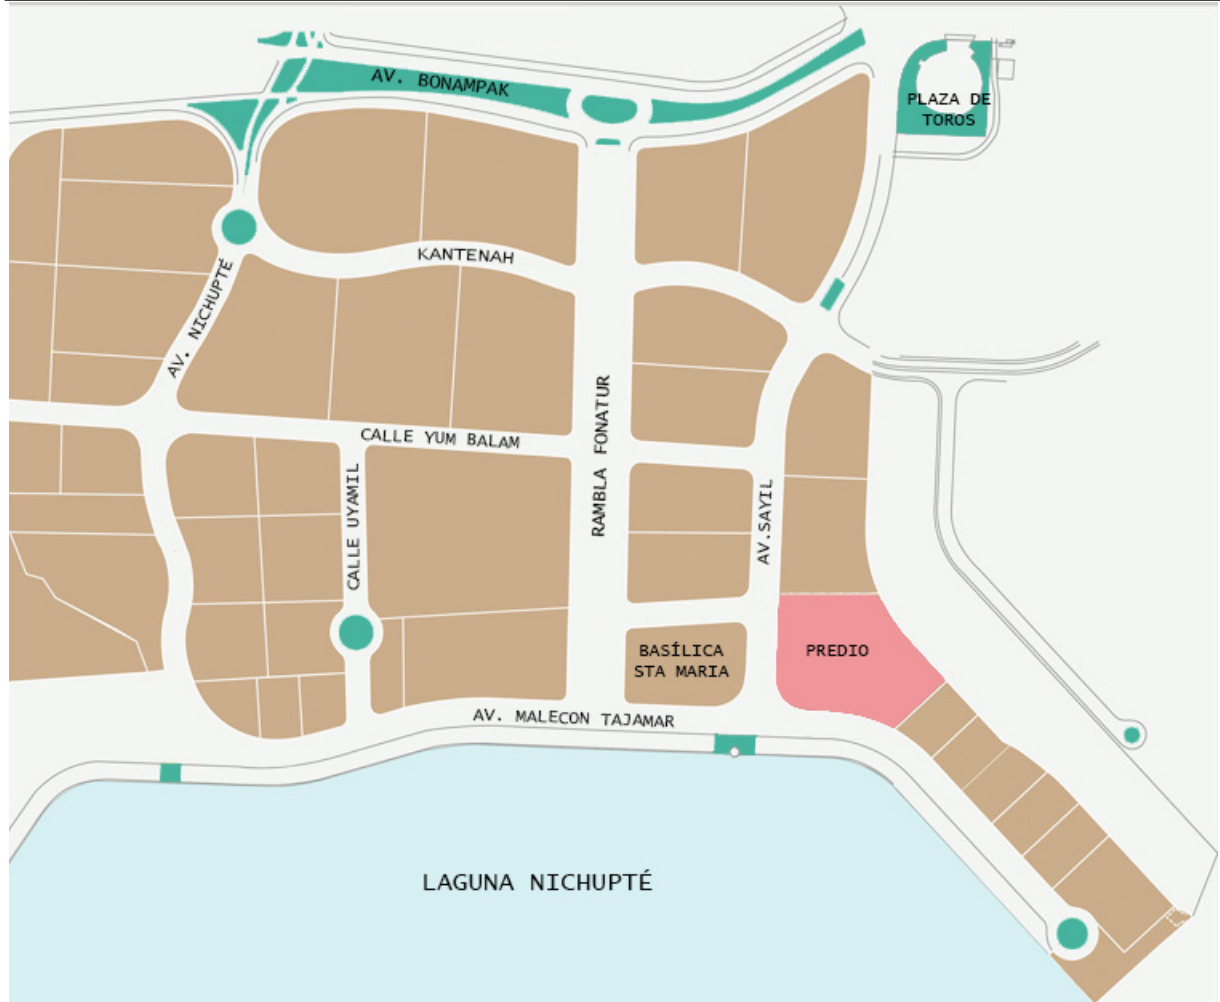 AV. BONAMPAK
PLAZA DE
TOROS
KANTENAH
AV. NICHUPTÉ
RAMBLA FONATUR
CALLE YUM BALAM
CALLE UYAMIL
AV.SAYIL
BASÍLICA
STA MARIA
PREDIO
AV. MALECON TAJAMAR
LAGUNA NICHUPTÉ